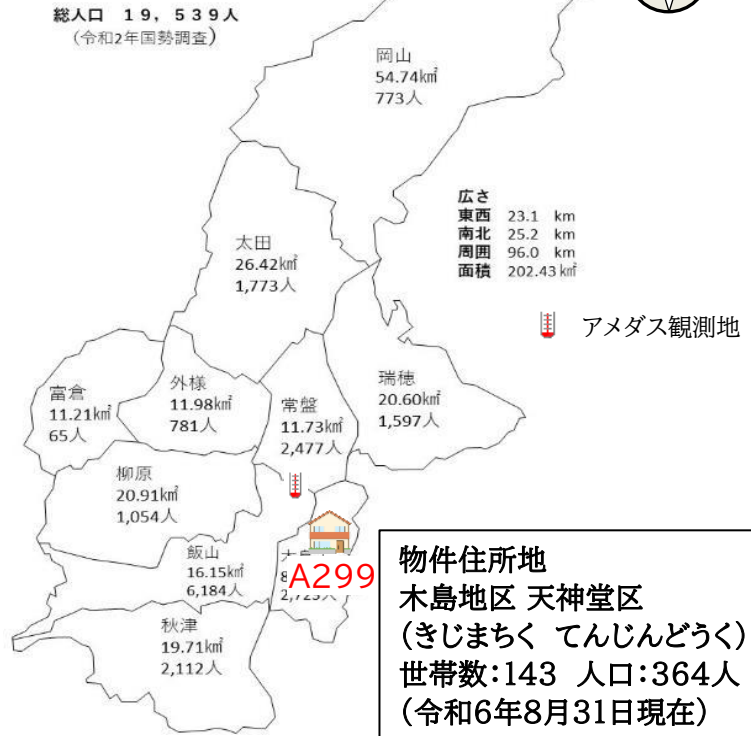 総人口 19,539人
(令和2年国勢調査)
岡山
54.74㎢
773人
広さ
東西 23.1 km
南北 25.2 km
周囲 96.0 km
面積 202.43㎢
アメダス観測地
太田
26.42㎢
1,773人
瑞穂
20.60㎢
1,597人
富倉
11.21㎢
65人
外様
11.98㎢
781人
常盤
11.73㎢
2,477人
柳原
20.91㎢
1,054人
飯山
16.15㎢
6,184人
A299
秋津
19.71㎢
2,112人
物件住所地
木島地区 天神堂区
(きじまちく てんじんどうく)
世帯数:143 人口:364人
(令和6年8月31日現在)